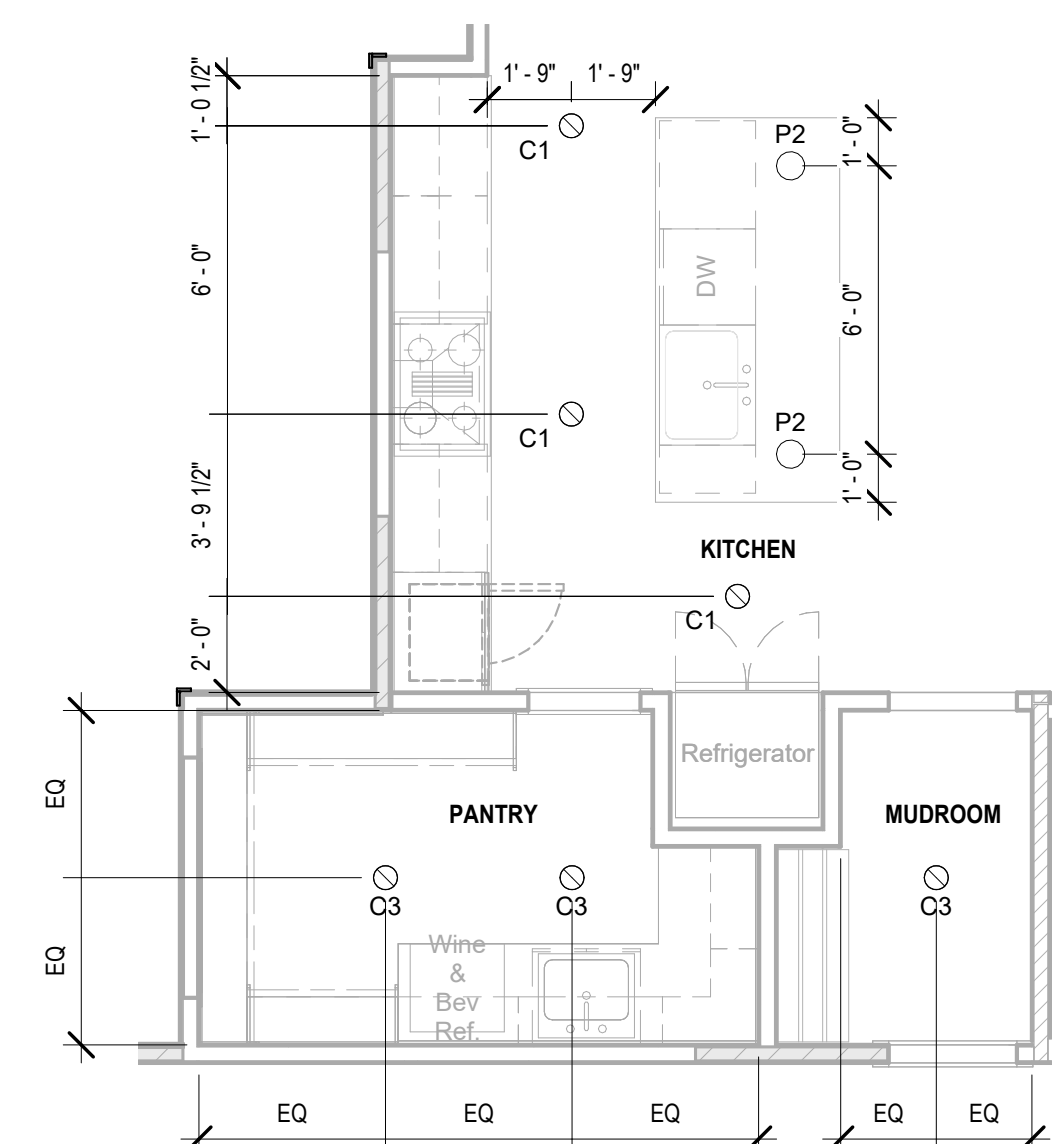 1' - 9" 1' - 9"
1' - 0 1/2"
C1
P2
1' - 0"
6' - 0"
DW
6' - 0"
C1
P2
1' - 0"
3' - 9 1/2"
KITCHEN
C1
2' - 0"
Refrigerator
EQ
PANTRY
MUDROOM
C3
C3
C3
EQ
Wine
&
Bev
Ref.
EQ EQ EQ EQ EQ